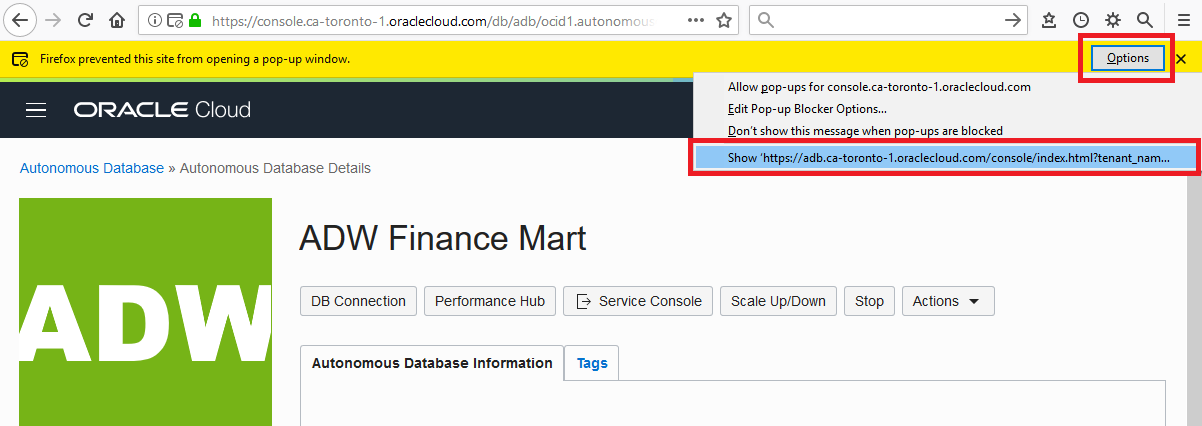 https://console.ca-toronto-1.oraclecloud.com/db/adb/ocid1.autonomous
Firefox prevented this site from opening a pop-up window.
Options
Allow pop-ups for console.ca-toronto-1.oraclecloud.com
Edit Pop-up Blocker Options...
Don't show this message when pop-ups are blocked
Show 'https://adb.ca-toronto-1.oraclecloud.com/console/index.html?tenant_nam...
ORACLE Cloud
Autonomous Database » Autonomous Database Details
ADW
ADW Finance Mart
DB Connection Performance Hub Service Console Scale Up/Down Stop Actions
Autonomous Database Information Tags